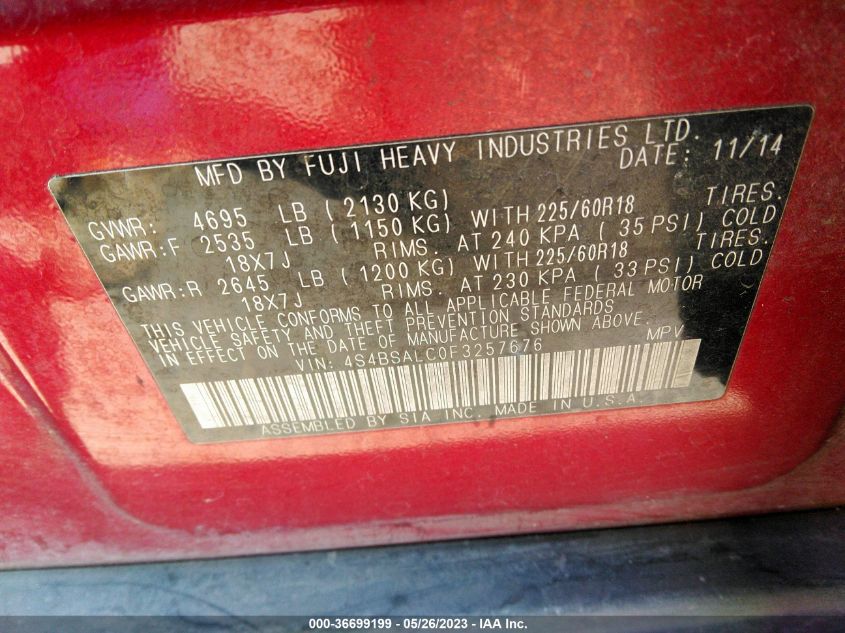 MFD BY FUJI HEAVY INDUSTRIES LTD.
DATE: 11/14
GVWR: 4695 LB ( 2130 KG)
GAWR:F 2535 LB ( 1150 KG) WITH 225/60R18 TIRES.
18X7J RIMS. AT 240 KPA ( 35 PSI) COLD
GAWR:R 2645 LB ( 1200 KG) WITH 225/60R18 TIRES.
18X7J RIMS. AT 230 KPA ( 33 PSI) COLD
THIS VEHICLE CONFORMS TO ALL APPLICABLE FEDERAL MOTOR
VEHICLE SAFETY AND THEFT PREVENTION STANDARDS
IN EFFECT ON THE DATE OF MANUFACTURE SHOWN ABOVE.
VIN: 4S4BSALC0F3257676 MPV
ASSEMBLED BY SIA INC. MADE IN U.S.A.
000-36699199 - 05/26/2023 - IAA Inc.